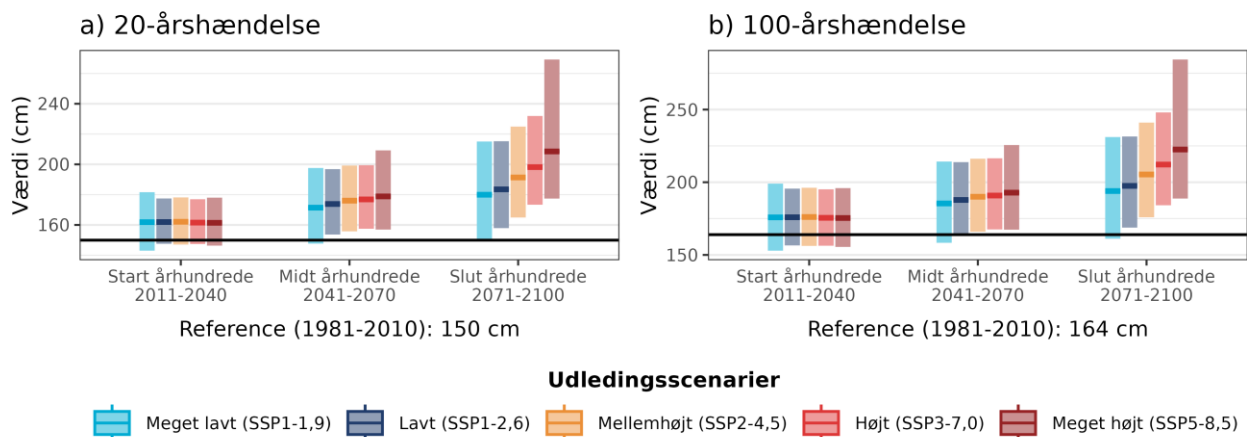 a) 20-årshændelse
Værdi (cm)
240
200
160
Start århundrede
2011-2040
Midt århundrede
2041-2070
Slut århundrede
2071-2100
Reference (1981-2010): 150 cm
b) 100-årshændelse
Værdi (cm)
250
200
150
Start århundrede
2011-2040
Midt århundrede
2041-2070
Slut århundrede
2071-2100
Reference (1981-2010): 164 cm
Udledingsscenarier
Meget lavt (SSP1-1,9)
Lavt (SSP1-2,6)
Mellemhøjt (SSP2-4,5)
Højt (SSP3-7,0)
Meget højt (SSP5-8,5)